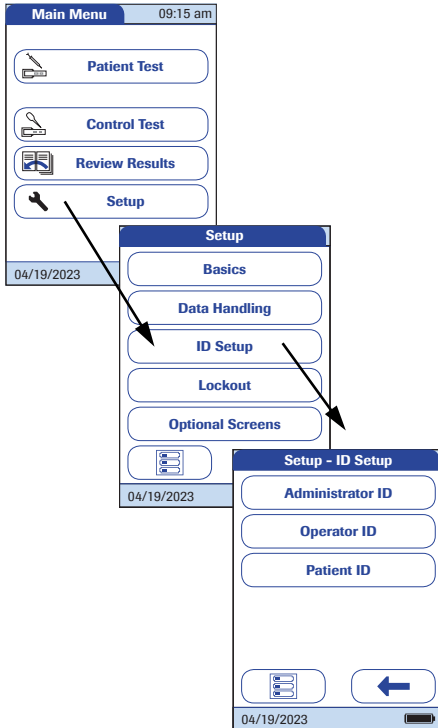 Main Menu 09:15 am
Patient Test
Control Test
Review Results
Setup
04/19/2023
Setup
Basics
Data Handling
ID Setup
Lockout
Optional Screens
04/19/2023
Setup - ID Setup
Administrator ID
Operator ID
Patient ID
04/19/2023